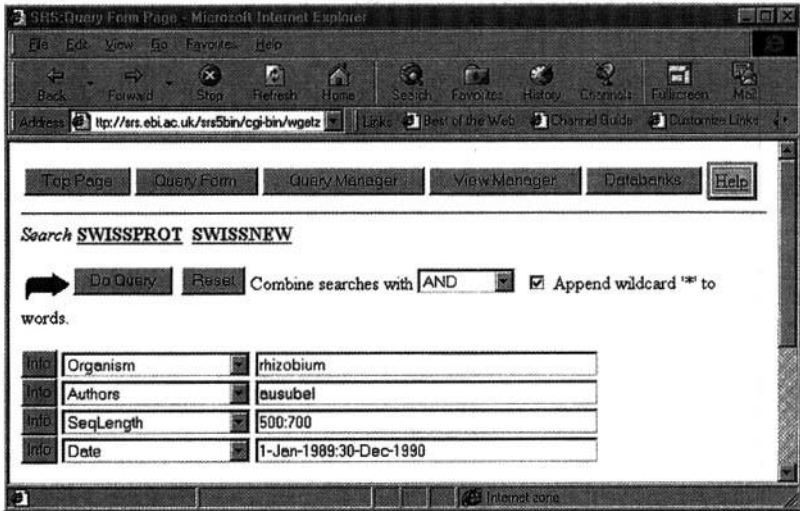 SRS:Query Form Page - Microsoft Internet Explorer
File Edit View Go Favorites Help
Back Forward Stop Refresh Home Search Favorites History Channels Fullscreen Mail
Address ttp://srs.ebi.ac.uk/srs5bin/cgi-bin/wgetz Links Best of the Web Channel Guide Customize Links
Top Page Query Form Query Manager View Manager Databanks Help
Search SWISSPROT SWISSNEW
Do Query Reset Combine searches with AND Append wildcard '*' to
words.
Info Organism rhizobium
Info Authors ausubel
Info SeqLength 500:700
Info Date 1-Jan-1989:30-Dec-1990
Internet zone